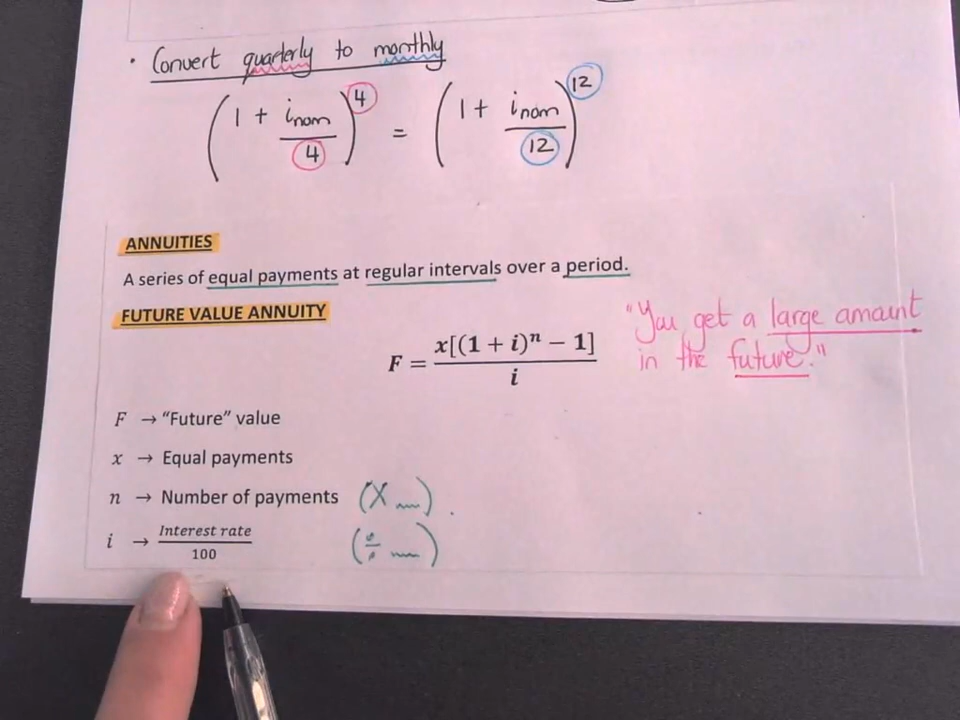 · Convert quarterly to monthly
(1 + inom/4)^4 = (1 + inom/12)^12
ANNUITIES
A series of equal payments at regular intervals over a period.
FUTURE VALUE ANNUITY
F = x[(1 + i)^n − 1]/i
"You get a large amount
in the future."
F → “Future” value
x → Equal payments
n → Number of payments (X )
i → Interest rate/100 (÷ )